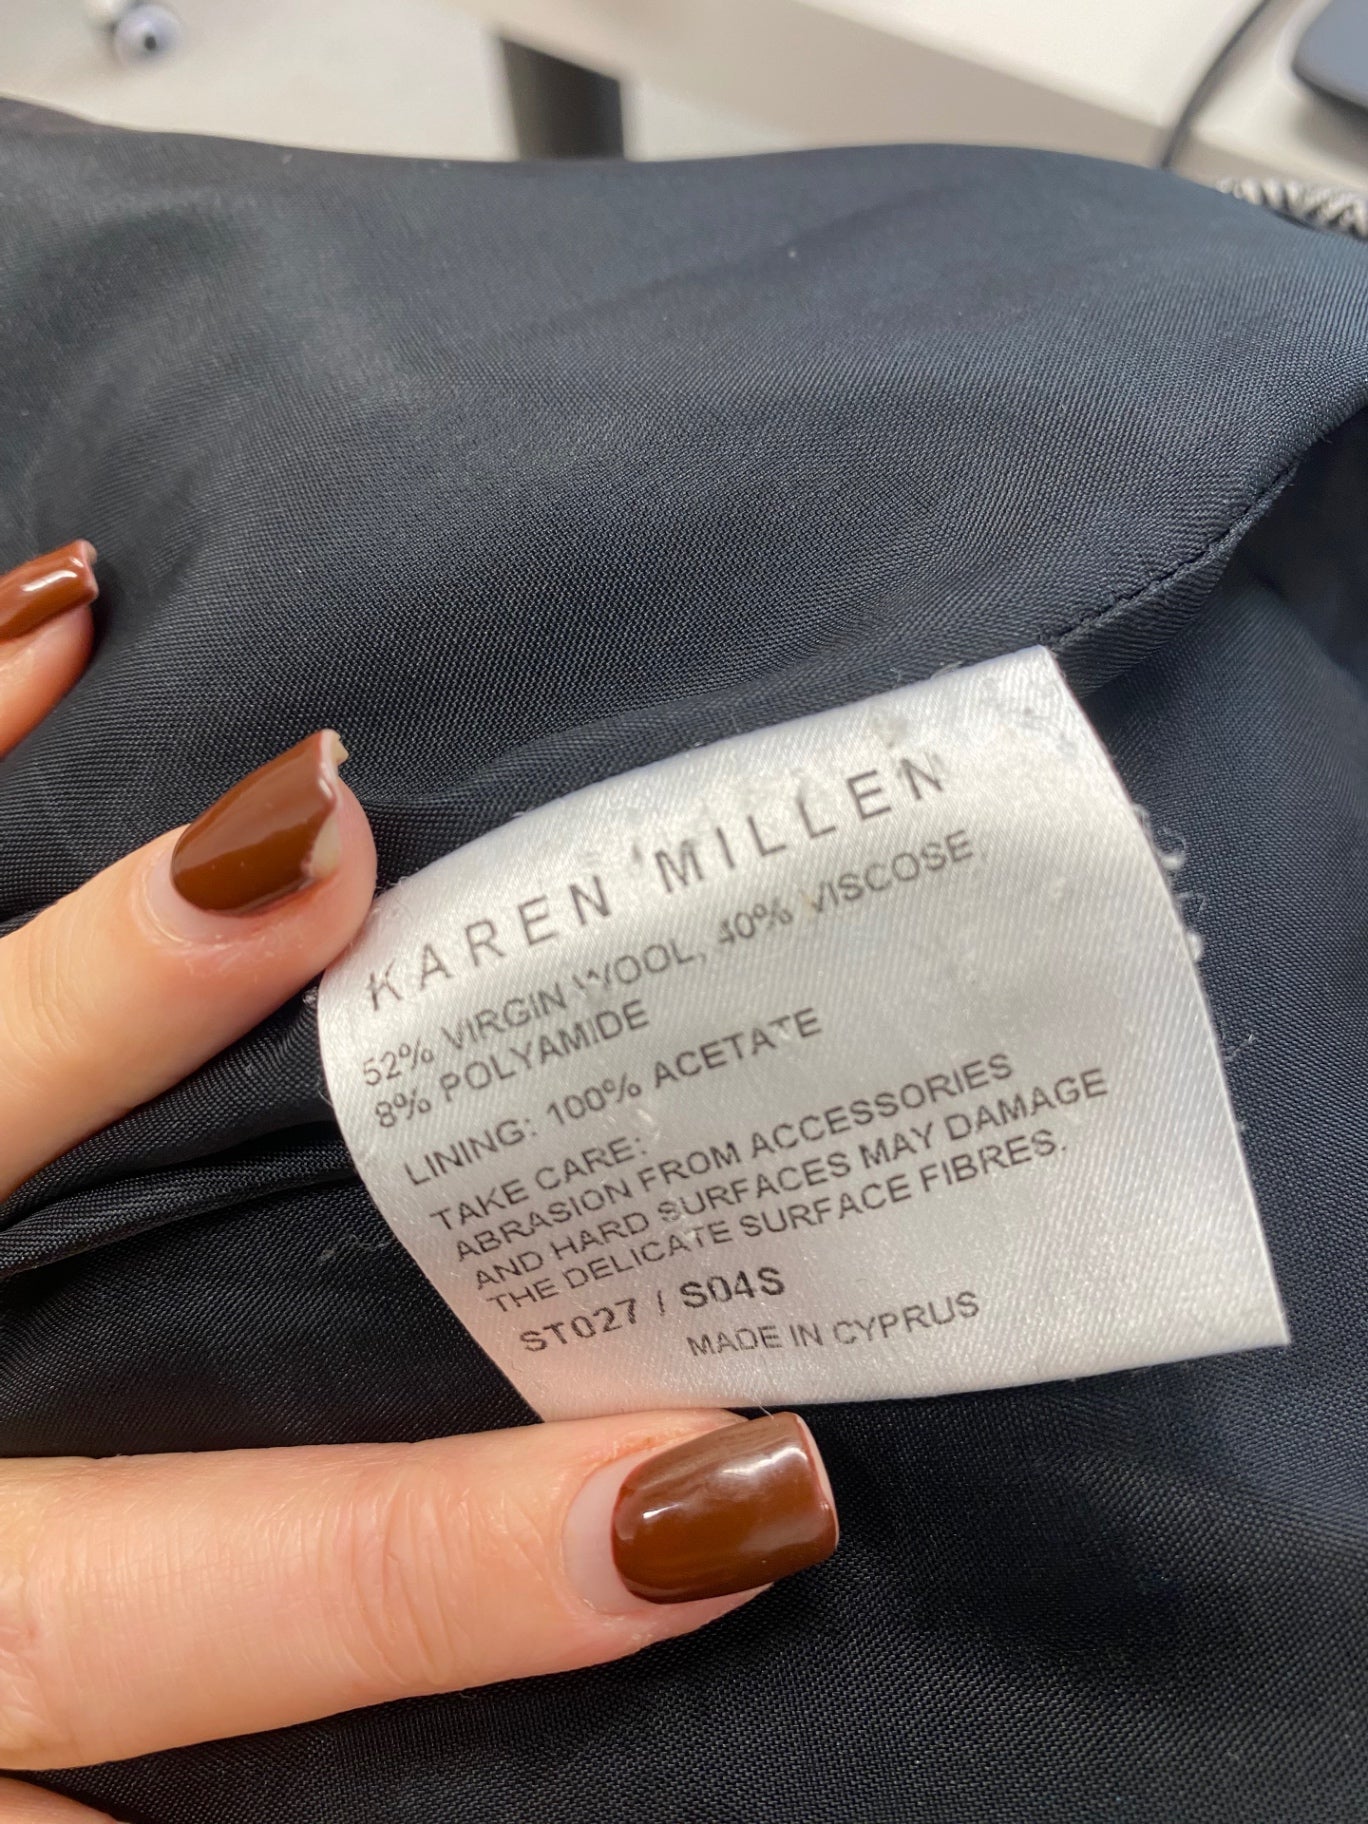 KAREN MILLEN
52% VIRGIN WOOL, 40% VISCOSE,
8% POLYAMIDE
LINING: 100% ACETATE
TAKE CARE:
ABRASION FROM ACCESSORIES
AND HARD SURFACES MAY DAMAGE
THE DELICATE SURFACE FIBRES.
ST027 / S04S
MADE IN CYPRUS